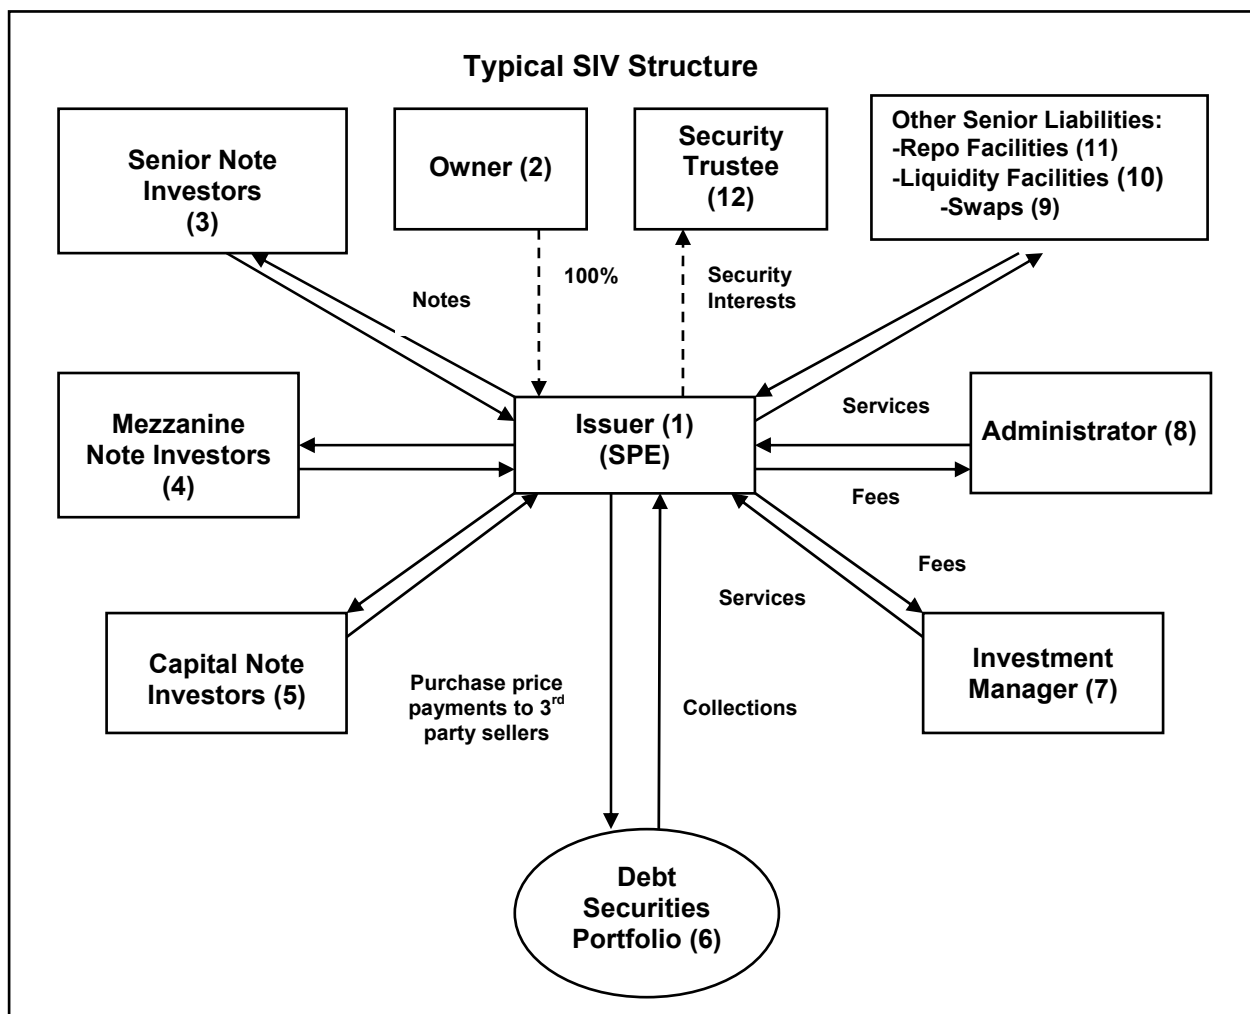 Typical SIV Structure
Senior Note
Investors
(3)
Owner (2)
Security
Trustee
(12)
Other Senior Liabilities:
-Repo Facilities (11)
-Liquidity Facilities (10)
-Swaps (9)
Notes
100%
Security
Interests
Mezzanine
Note Investors
(4)
Issuer (1)
(SPE)
Services
Administrator (8)
Fees
Fees
Services
Capital Note
Investors (5)
Purchase price
payments to 3rd
party sellers
Collections
Investment
Manager (7)
Debt
Securities
Portfolio (6)